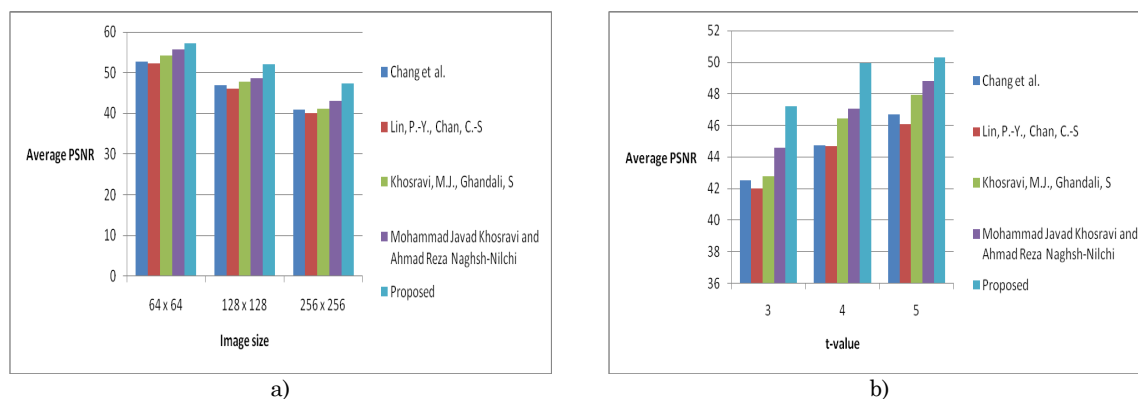 60
50
40
30
20
10
0
Average PSNR
64 x 64
128 x 128
256 x 256
Image size
Chang et al.
Lin, P.-Y., Chan, C.-S
Khosravi, M.J., Ghandali, S
Mohammad Javad Khosravi and
Ahmad Reza Naghsh-Nilchi
Proposed
a)
52
50
48
46
44
42
40
38
36
Average PSNR
3
4
5
t-value
Chang et al.
Lin, P.-Y., Chan, C.-S
Khosravi, M.J., Ghandali, S
Mohammad Javad Khosravi and
Ahmad Reza Naghsh-Nilchi
Proposed
b)